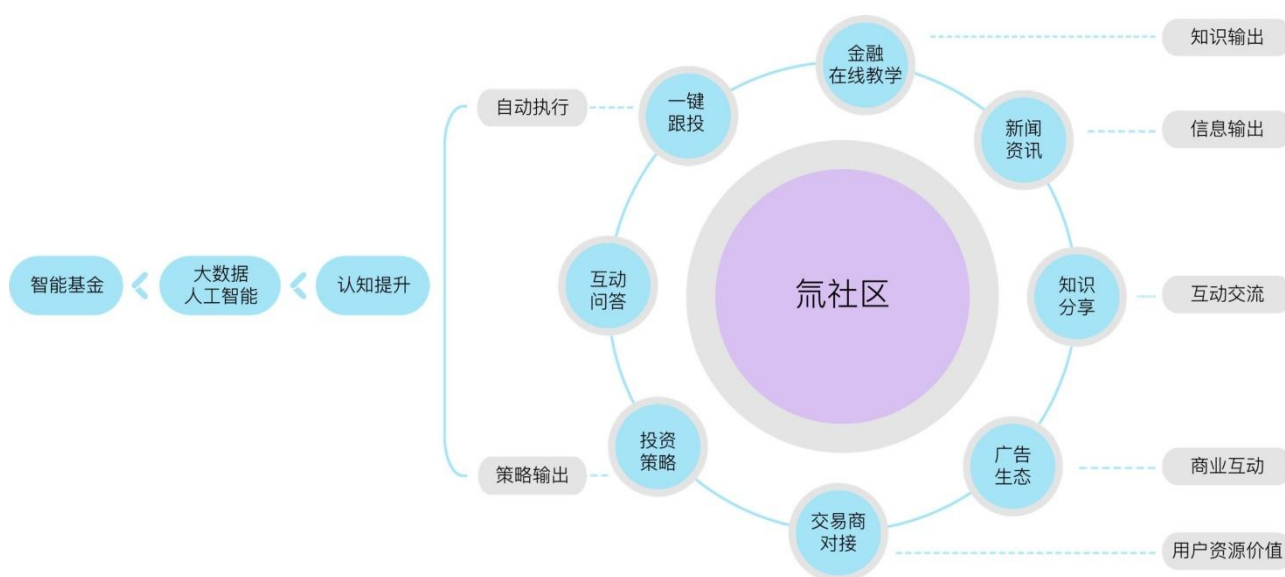 知识输出
金融
在线教学
自动执行
一键
跟投
新闻
资讯
信息输出
智能基金
大数据
人工智能
认知提升
互动
问答
氚社区
知识
分享
互动交流
策略输出
投资
策略
广告
生态
商业互动
交易商
对接
用户资源价值